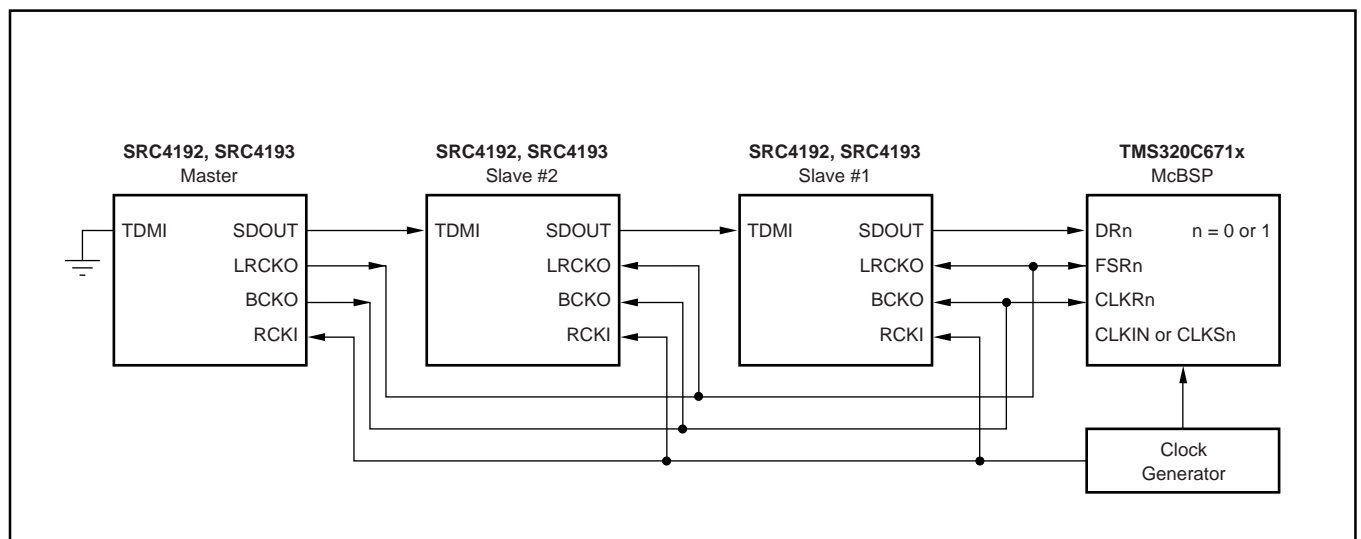 SRC4192, SRC4193
Master
TDMI
SDOUT
LRCKO
BCKO
RCKI
SRC4192, SRC4193
Slave #2
TDMI
SDOUT
LRCKO
BCKO
RCKI
SRC4192, SRC4193
Slave #1
TDMI
SDOUT
LRCKO
BCKO
RCKI
TMS320C671x
McBSP
DRn
n = 0 or 1
FSRn
CLKRn
CLKIN or CLKSn
Clock
Generator